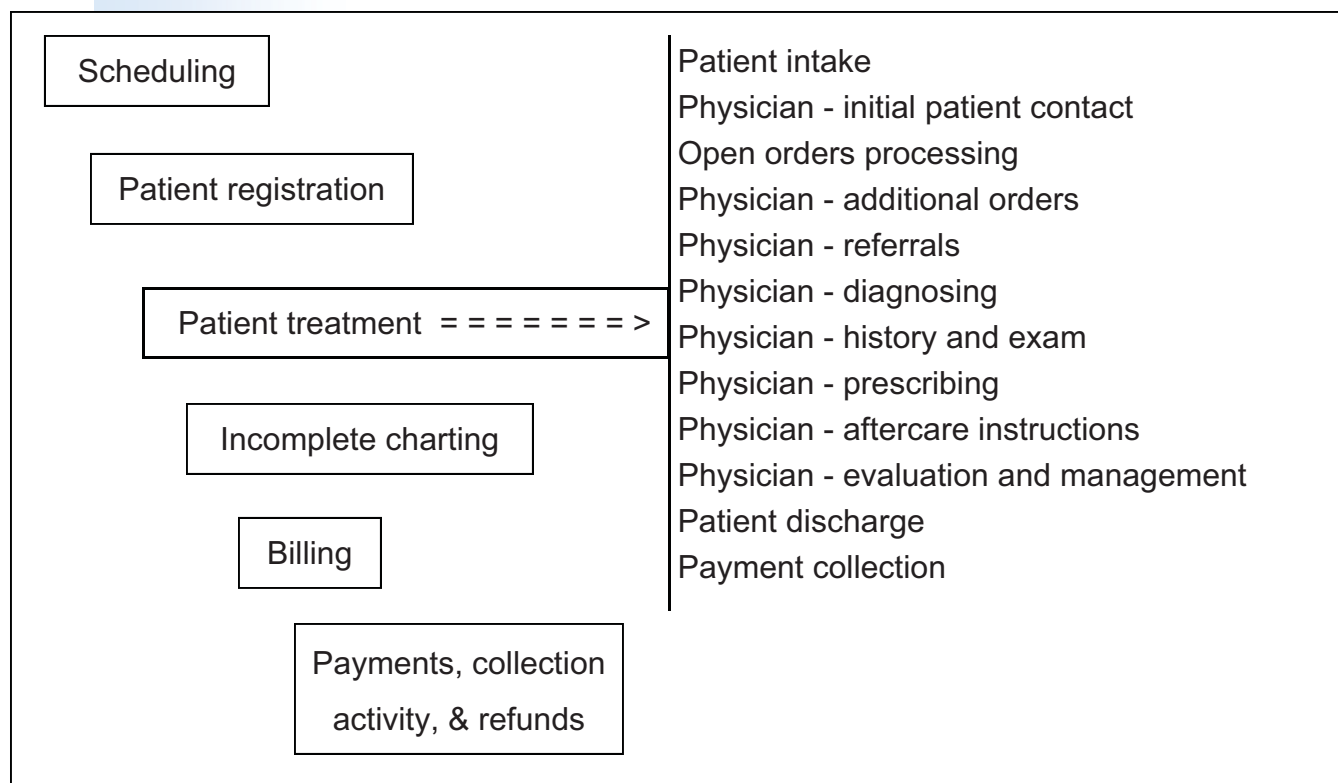 Scheduling
Patient registration
Patient treatment = = = = = = = >
Incomplete charting
Billing
Payments, collection
activity, & refunds
Patient intake
Physician - initial patient contact
Open orders processing
Physician - additional orders
Physician - referrals
Physician - diagnosing
Physician - history and exam
Physician - prescribing
Physician - aftercare instructions
Physician - evaluation and management
Patient discharge
Payment collection